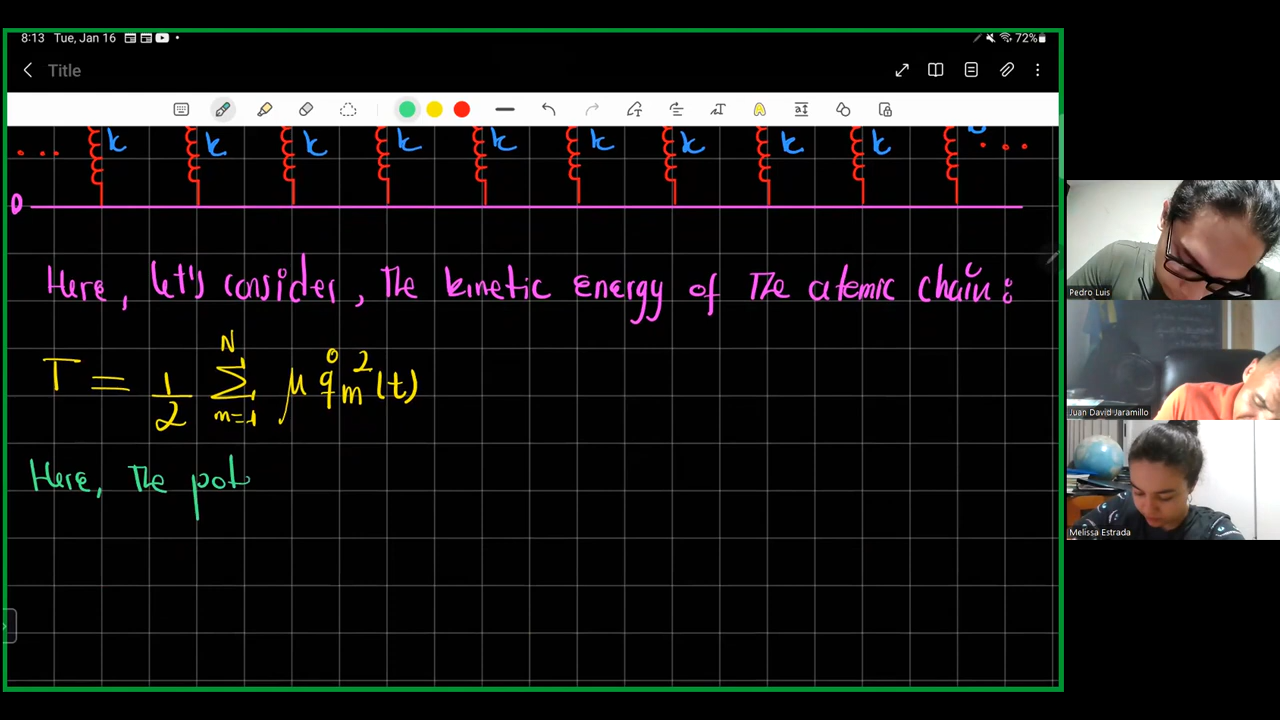 8:13 Tue, Jan 16 72%
Title
... k k k k k k k k k ...
0
Here, let's consider, The kinetic energy of The atomic chain:
T = 1/2 Σ_{m=1}^{N} μ q̇_m^2(t)
Here, The pot
Pedro Luis
Juan David Jaramillo
Melissa Estrada